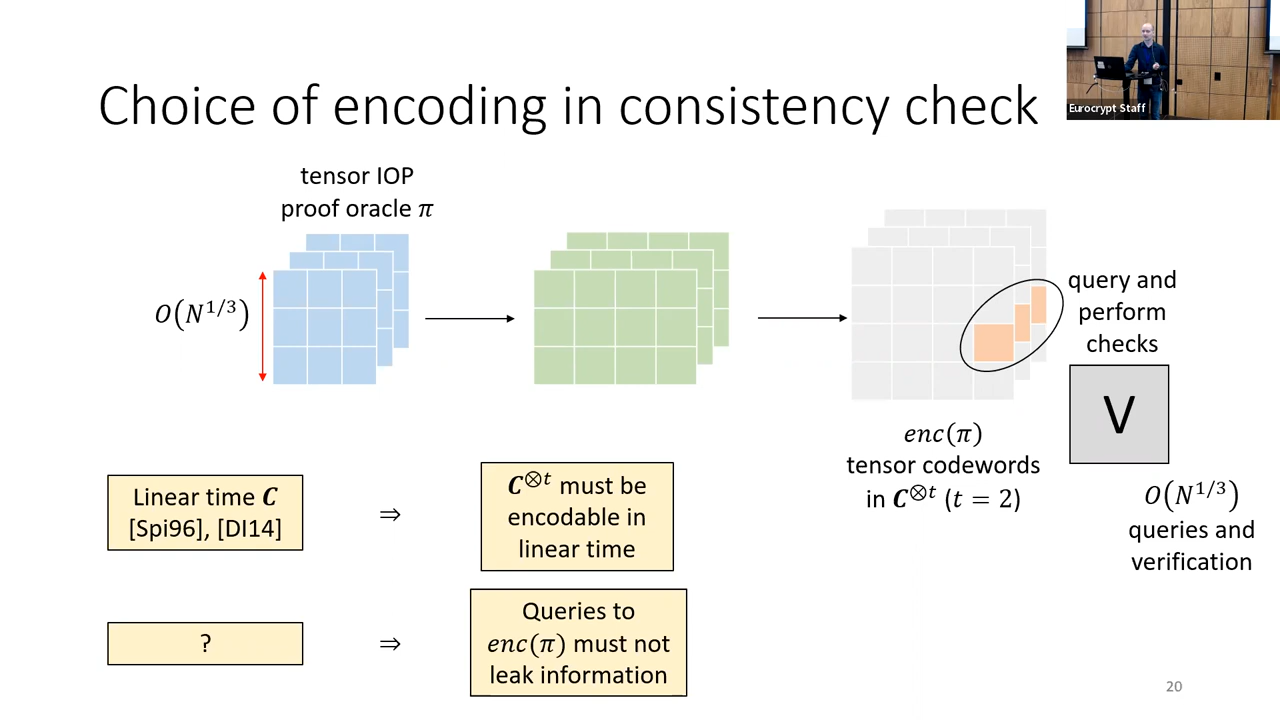 Choice of encoding in consistency check
Eurocrypt Staff
tensor IOP
proof oracle π
O(N^{1/3})
query and
perform
checks
V
enc(π)
tensor codewords
in C^{⊗t} (t = 2)
O(N^{1/3})
queries and
verification
Linear time C
[Spi96], [DI14]
⇒
C^{⊗t} must be
encodable in
linear time
?
⇒
Queries to
enc(π) must not
leak information
20